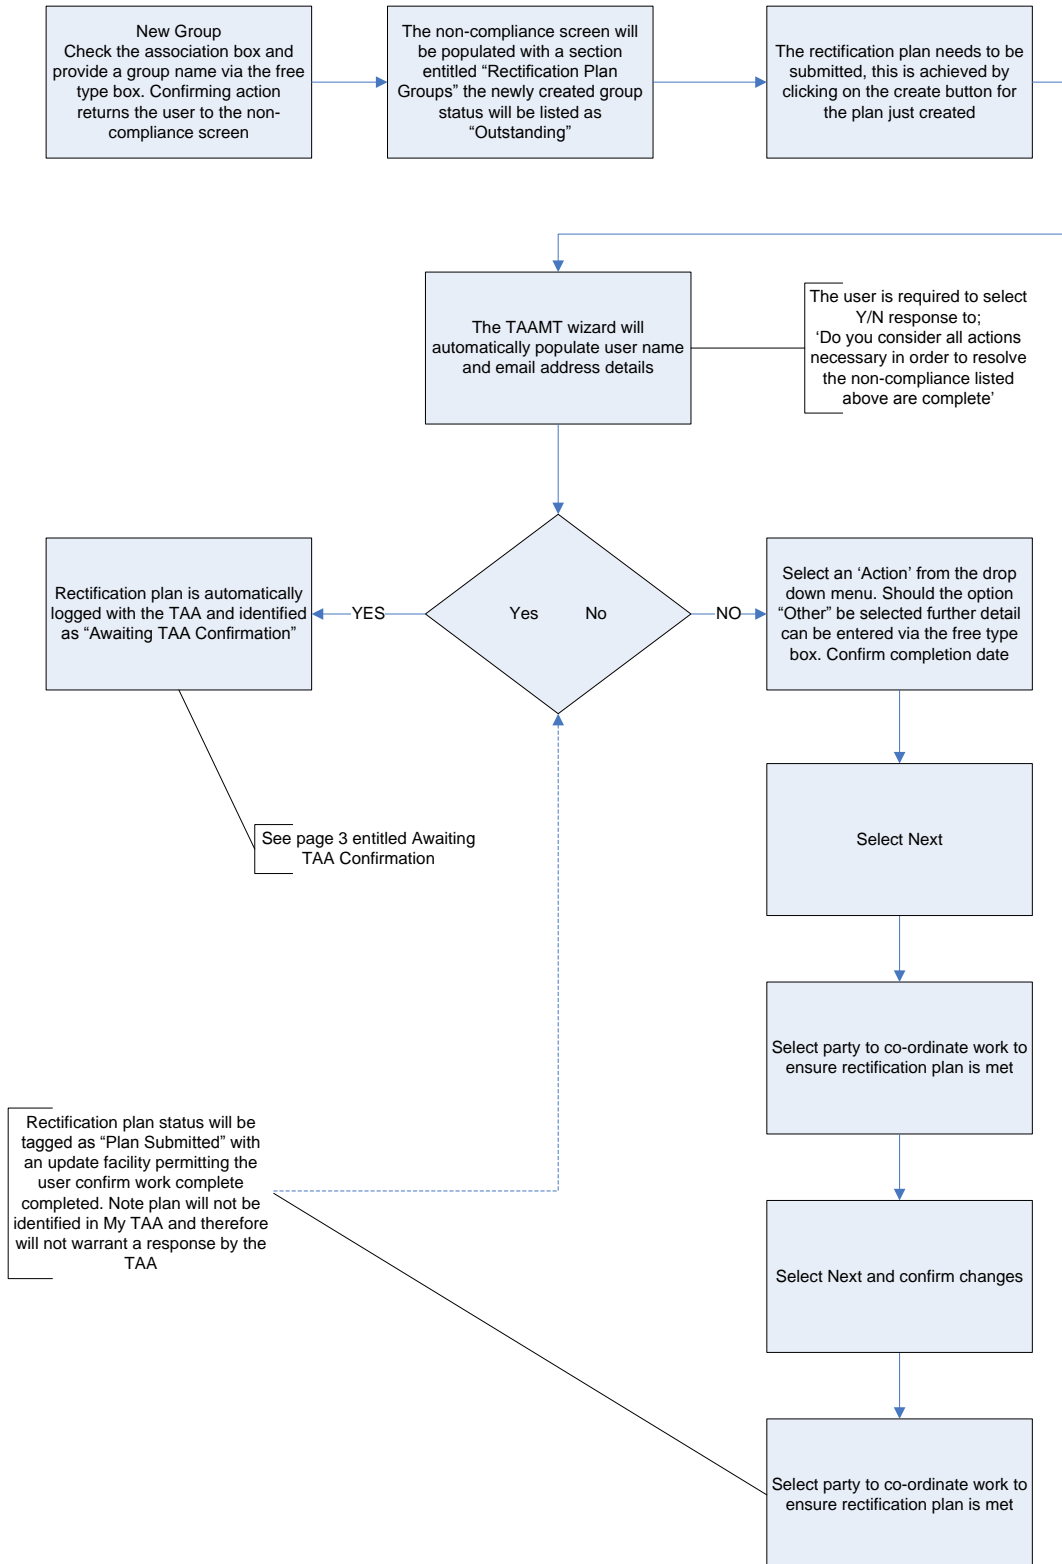 New Group
Check the association box and
provide a group name via the free
type box. Confirming action
returns the user to the non-
compliance screen
The non-compliance screen will
be populated with a section
entitled “Rectification Plan
Groups” the newly created group
status will be listed as
“Outstanding”
The rectification plan needs to be
submitted, this is achieved by
clicking on the create button for
the plan just created
The TAAMT wizard will
automatically populate user name
and email address details
The user is required to select
Y/N response to;
‘Do you consider all actions
necessary in order to resolve
the non-compliance listed
above are complete’
Rectification plan is automatically
logged with the TAA and identified
as “Awaiting TAA Confirmation”
YES
Yes No
NO
Select an ‘Action’ from the drop
down menu. Should the option
“Other” be selected further detail
can be entered via the free type
box. Confirm completion date
See page 3 entitled Awaiting
TAA Confirmation
Select Next
Select party to co-ordinate work to
ensure rectification plan is met
Rectification plan status will be
tagged as “Plan Submitted” with
an update facility permitting the
user confirm work complete
completed. Note plan will not be
identified in My TAA and therefore
will not warrant a response by the
TAA
Select Next and confirm changes
Select party to co-ordinate work to
ensure rectification plan is met